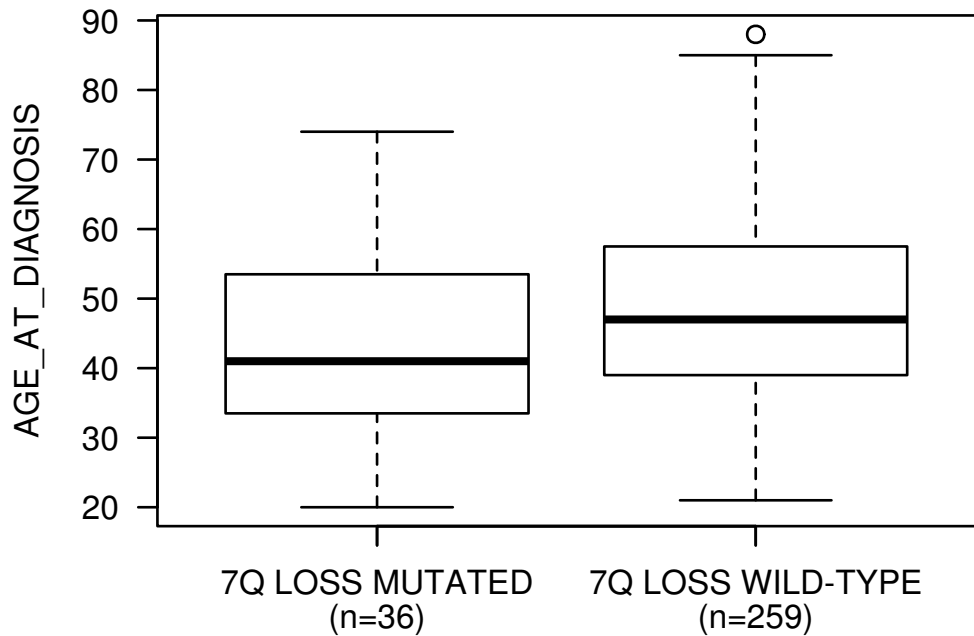 AGE_AT_DIAGNOSIS
90
80
70
60
50
40
30
20
7Q LOSS MUTATED
(n=36)
7Q LOSS WILD-TYPE
(n=259)